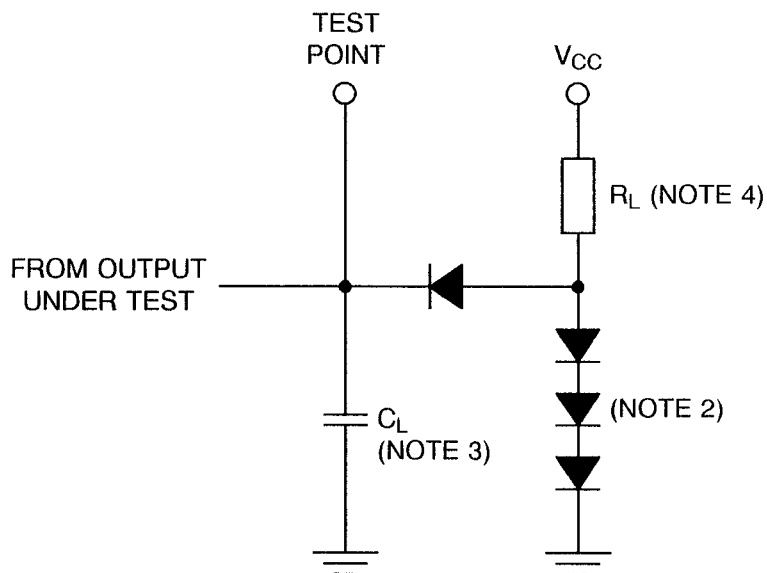 TEST
POINT
VCC
RL (NOTE 4)
FROM OUTPUT
UNDER TEST
(NOTE 2)
CL
(NOTE 3)